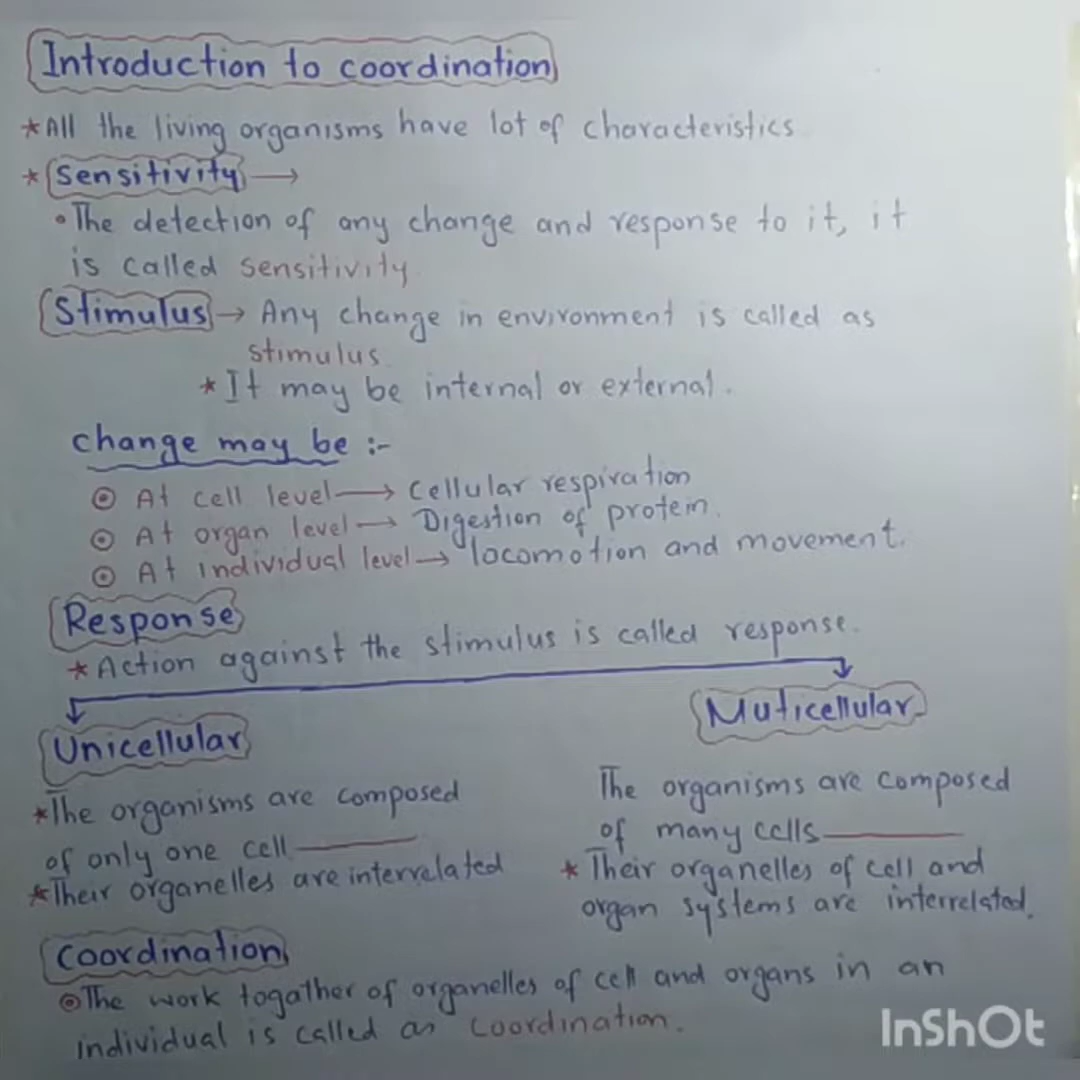 Introduction to coordination
*All the living organisms have lot of characteristics
* Sensitivity →
• The detection of any change and response to it, it
is called sensitivity.
Stimulus → Any change in environment is called as
stimulus.
* It may be internal or external.
change may be :-
⊙ At cell level → Cellular respiration
⊙ At organ level → Digestion of protein.
⊙ At individual level → locomotion and movement.
Response
* Action against the stimulus is called response.
Unicellular
*The organisms are composed
of only one cell
*Their organelles are interrelated
Muticellular
The organisms are composed
of many cells
* Their organelles of cell and
organ systems are interrelated.
Coordination
⊙ The work togather of organelles of cell and organs in an
individual is called as coordination.
InShOt